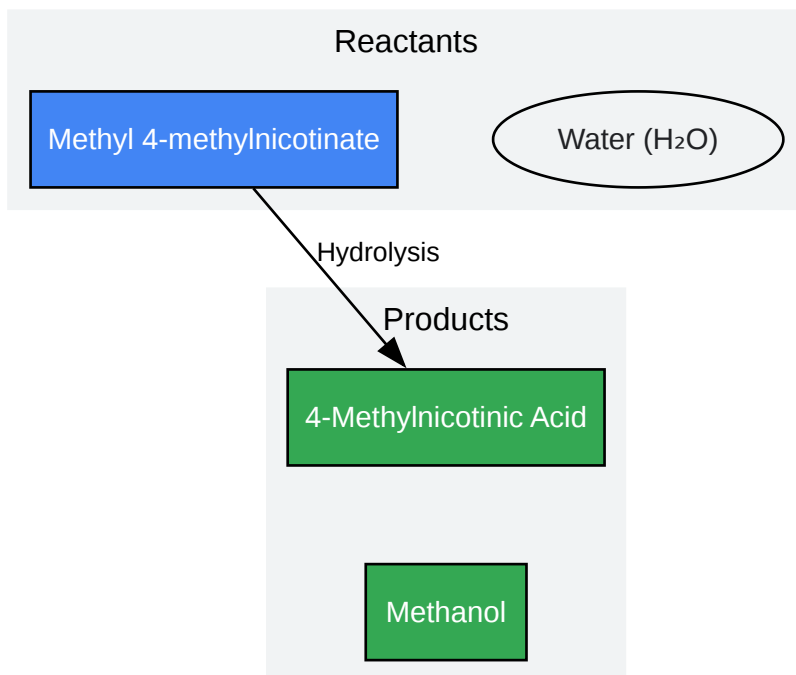 Reactants
Methyl 4-methylnicotinate
Water (H₂O)
Hydrolysis
Products
4-Methylnicotinic Acid
Methanol